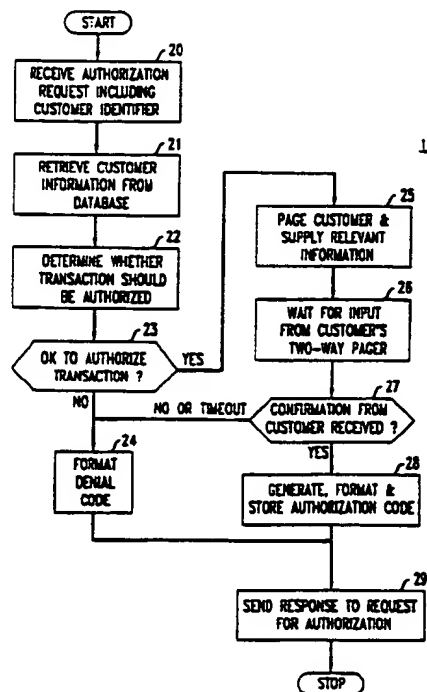 START
20
RECEIVE AUTHORIZATION
REQUEST INCLUDING
CUSTOMER IDENTIFIER
21
RETRIEVE CUSTOMER
INFORMATION FROM
DATABASE
22
DETERMINE WHETHER
TRANSACTION SHOULD
BE AUTHORIZED
23
OK TO AUTHORIZE
TRANSACTION ?
YES
NO
24
FORMAT
DENIAL
CODE
1
25
PAGE CUSTOMER &
SUPPLY RELEVANT
INFORMATION
26
WAIT FOR INPUT
FROM CUSTOMER'S
TWO-WAY PAGER
27
NO OR TIMEOUT
CONFIRMATION FROM
CUSTOMER RECEIVED ?
YES
28
GENERATE, FORMAT &
STORE AUTHORIZATION CODE
29
SEND RESPONSE TO REQUEST
FOR AUTHORIZATION
STOP